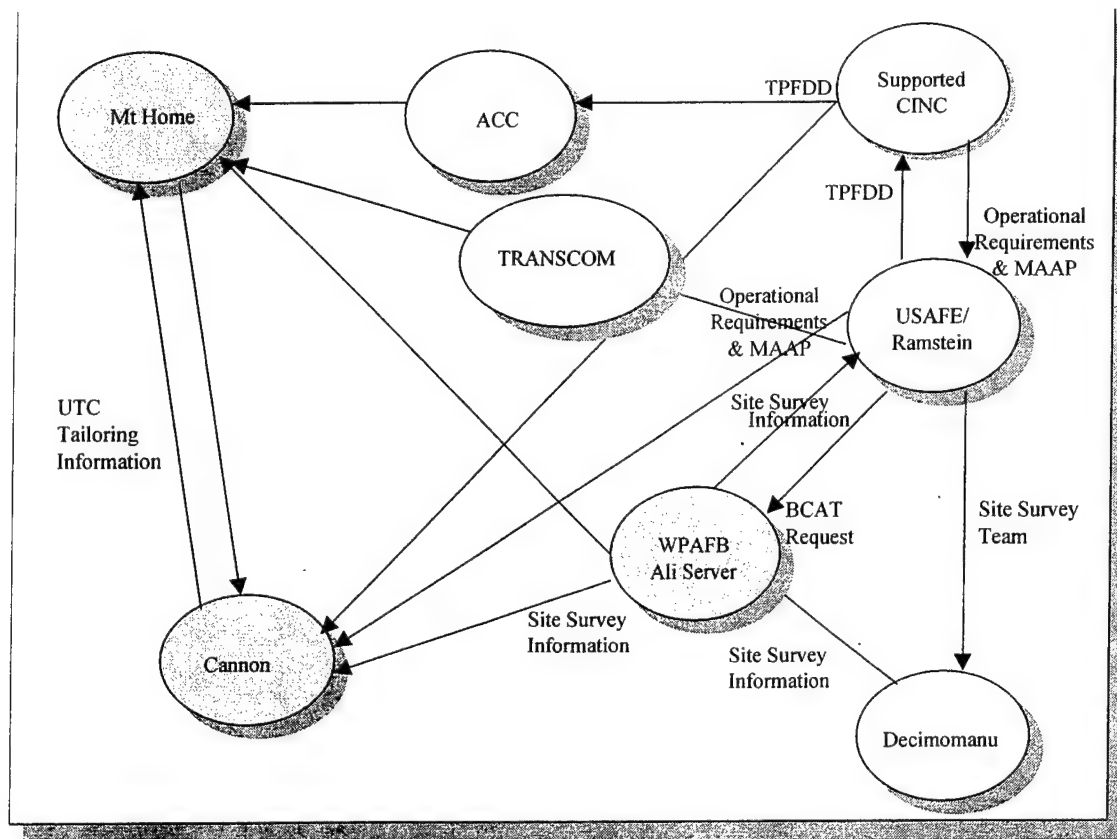 Mt Home
ACC
TPFDD
Supported
CINC
TPFDD
Operational
Requirements
& MAAP
TRANSCOM
Operational
Requirements
& MAAP
USAFE/
Ramstein
UTC
Tailoring
Information
Site Survey
Information
BCAT
Request
Site Survey
Team
WPAFB
Ali Server
Site Survey
Information
Cannon
Site Survey
Information
Decimomanu